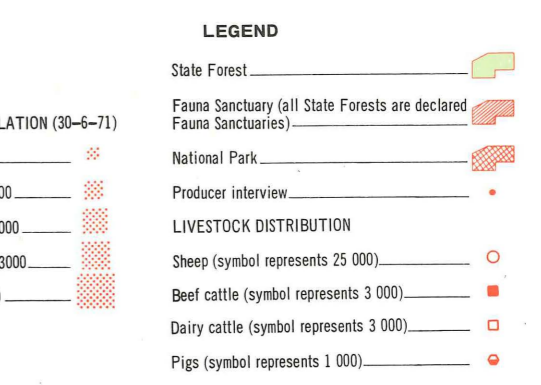 LEGEND
State Forest
Fauna Sanctuary (all State Forests are declared
Fauna Sanctuaries)
National Park
Producer interview
LIVESTOCK DISTRIBUTION
Sheep (symbol represents 25 000)
Beef cattle (symbol represents 3 000)
Dairy cattle (symbol represents 3 000)
Pigs (symbol represents 1 000)
LATION (30–6–71)
00
000
3000